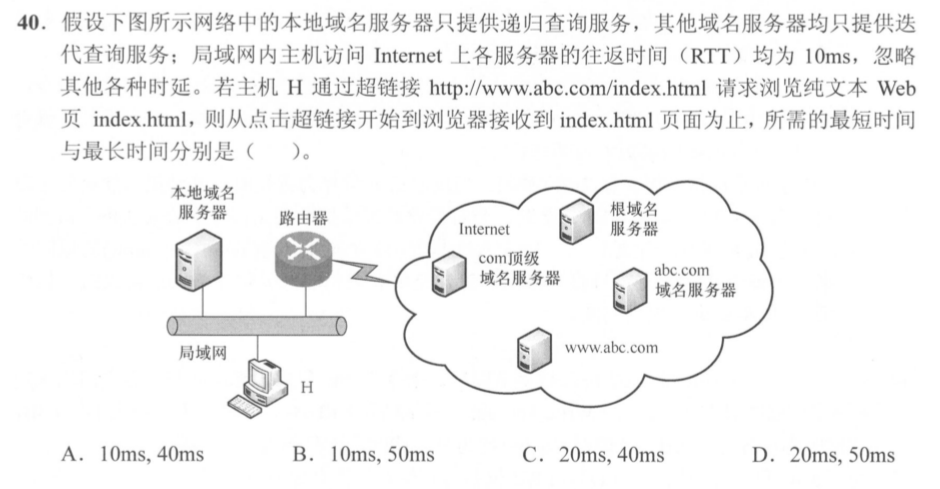 40. 假设下图所示网络中的本地域名服务器只提供递归查询服务，其他域名服务器均只提供迭
代查询服务；局域网内主机访问 Internet 上各服务器的往返时间（RTT）均为 10ms，忽略
其他各种时延。若主机 H 通过超链接 http://www.abc.com/index.html 请求浏览纯文本 Web
页 index.html，则从点击超链接开始到浏览器接收到 index.html 页面为止，所需的最短时间
与最长时间分别是（　　）。
本地域名
服务器
路由器
Internet
根域名
服务器
com顶级
域名服务器
abc.com
域名服务器
www.abc.com
局域网
H
A. 10ms, 40ms B. 10ms, 50ms C. 20ms, 40ms D. 20ms, 50ms